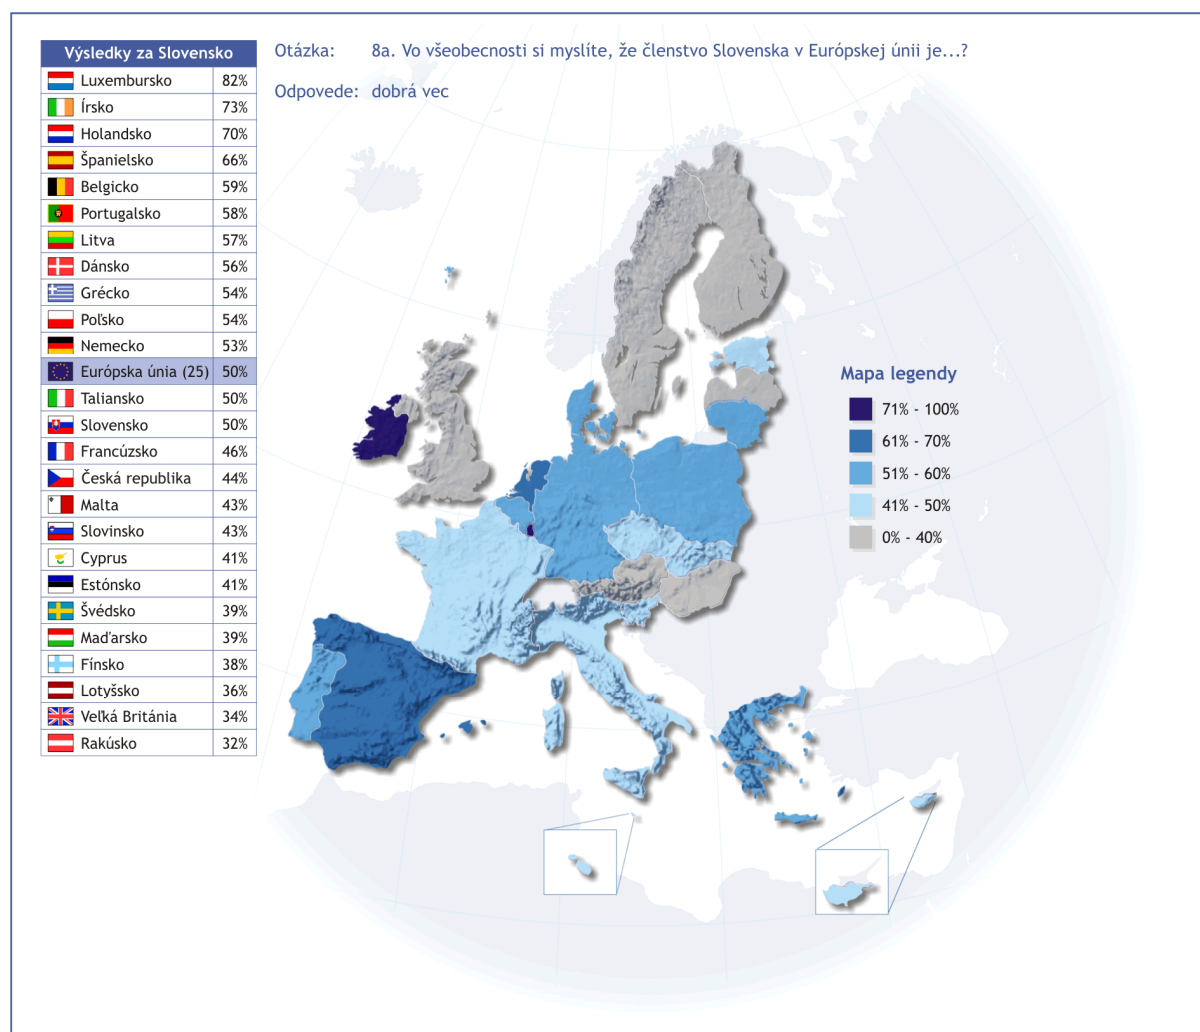 Výsledky za Slovensko
Luxembursko 82%
Írsko 73%
Holandsko 70%
Španielsko 66%
Belgicko 59%
Portugalsko 58%
Litva 57%
Dánsko 56%
Grécko 54%
Poľsko 54%
Nemecko 53%
Európska únia (25) 50%
Taliansko 50%
Slovensko 50%
Francúzsko 46%
Česká republika 44%
Malta 43%
Slovinsko 43%
Cyprus 41%
Estónsko 41%
Švédsko 39%
Maďarsko 39%
Fínsko 38%
Lotyšsko 36%
Veľká Británia 34%
Rakúsko 32%
Otázka: 8a. Vo všeobecnosti si myslíte, že členstvo Slovenska v Európskej únii je...?
Odpovede: dobrá vec
Mapa legendy
71% - 100%
61% - 70%
51% - 60%
41% - 50%
0% - 40%